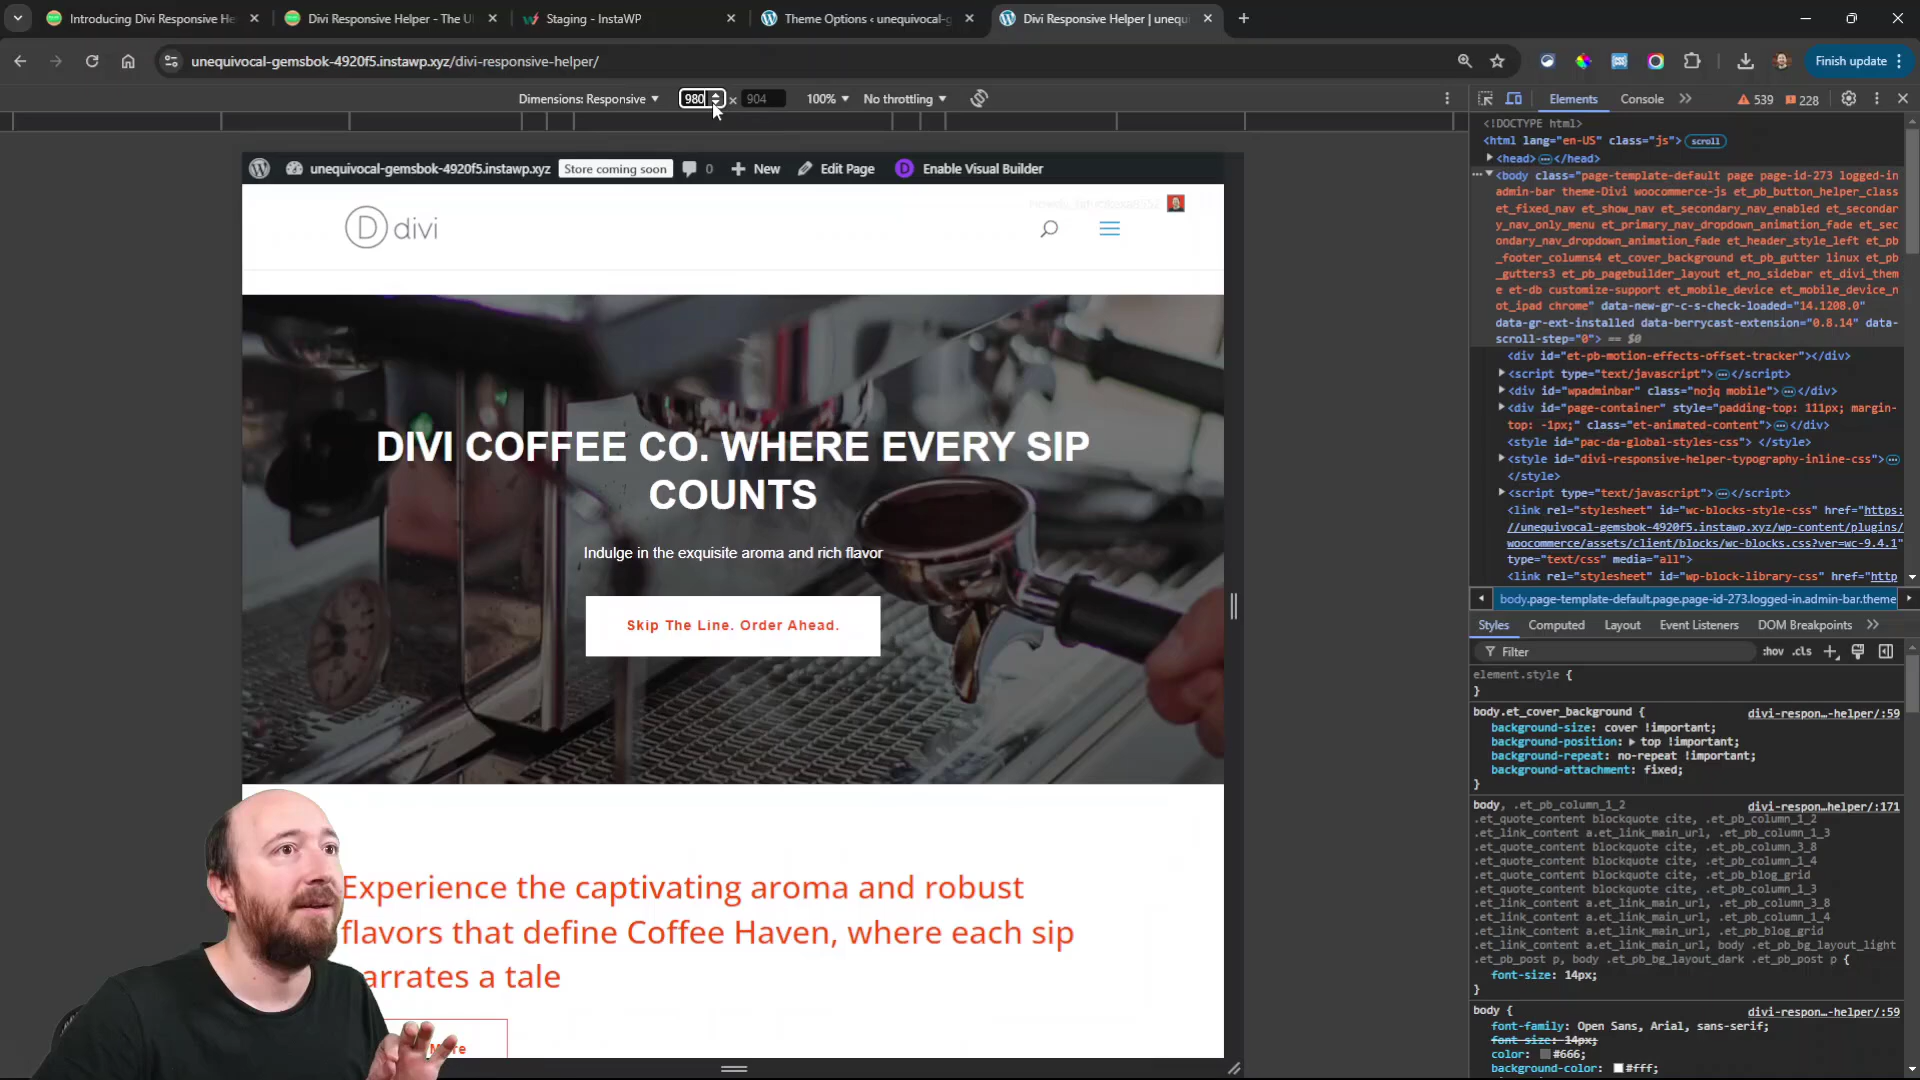 Introducing Divi Responsive He
Divi Responsive Helper - The Ul
Staging - InstaWP
Theme Options ‹ unequivocal-g
Divi Responsive Helper | unequ
unequivocal-gemsbok-4920f5.instawp.xyz/divi-responsive-helper/
Finish update
Dimensions: Responsive
980
×
904
100%
No throttling
Elements
Console
539
228
unequivocal-gemsbok-4920f5.instawp.xyz
Store coming soon
0
New
Edit Page
D
Enable Visual Builder
D divi
DIVI COFFEE CO. WHERE EVERY SIP
COUNTS
Indulge in the exquisite aroma and rich flavor
Skip The Line. Order Ahead.
Experience the captivating aroma and robust
flavors that define Coffee Haven, where each sip
arrates a tale
<!DOCTYPE html>
<html lang="en-US" class="js"> scroll
<head> </head>
<body class="page-template-default page page-id-273 logged-in
admin-bar theme-Divi woocommerce-js et_pb_button_helper_class
et_fixed_nav et_show_nav et_secondary_nav_enabled et_secondar
y_nav_only_menu et_primary_nav_dropdown_animation_fade et_sec
ondary_nav_dropdown_animation_fade et_header_style_left et_pb
_footer_columns4 et_cover_background et_pb_gutter linux et_pb
_gutters3 et_pb_pagebuilder_layout et_no_sidebar et_divi_them
e et-db customize-support et_mobile_device et_mobile_device_n
ot_ipad chrome" data-new-gr-c-s-check-loaded="14.1208.0"
data-gr-ext-installed data-berrycast-extension="0.8.14" data-
scroll-step="0"> == $0
<div id="et-pb-motion-effects-offset-tracker"></div>
<script type="text/javascript"> </script>
<div id="wpadminbar" class="nojq mobile"> </div>
<div id="page-container" style="padding-top: 111px; margin-
top: -1px;" class="et-animated-content"> </div>
<style id="pac-da-global-styles-css"> </style>
<style id="divi-responsive-helper-typography-inline-css">
</style>
<script type="text/javascript"> </script>
<link rel="stylesheet" id="wc-blocks-style-css" href="https:
//unequivocal-gemsbok-4920f5.instawp.xyz/wp-content/plugins/
woocommerce/assets/client/blocks/wc-blocks.css?ver=wc-9.4.1"
type="text/css" media="all">
<link rel="stylesheet" id="wp-block-library-css" href="http
body.page-template-default.page.page-id-273.logged-in.admin-bar.theme
Styles
Computed
Layout
Event Listeners
DOM Breakpoints
Filter
:hov .cls
element.style {
}
body.et_cover_background {
divi-respon…-helper/:59
background-size: cover !important;
background-position: top !important;
background-repeat: no-repeat !important;
background-attachment: fixed;
}
body, .et_pb_column_1_2
divi-respon…helper/:171
.et_quote_content blockquote cite, .et_pb_column_1_2
.et_link_content a.et_link_main_url, .et_pb_column_1_3
.et_quote_content blockquote cite, .et_pb_column_3_8
.et_link_content a.et_link_main_url, .et_pb_column_1_4
.et_quote_content blockquote cite, .et_pb_blog_grid
.et_quote_content blockquote cite, .et_pb_column_1_3
.et_link_content a.et_link_main_url, .et_pb_column_3_8
.et_link_content a.et_link_main_url, .et_pb_column_1_4
.et_quote_content blockquote cite, .et_pb_blog_grid
.et_link_content a.et_link_main_url, body .et_pb_bg_layout_light
.et_pb_post p, body .et_pb_bg_layout_dark .et_pb_post p {
font-size: 14px;
}
body {
divi-respon…-helper/:59
font-family: Open Sans, Arial, sans-serif;
font-size: 14px;
color: #666;
background-color: #fff;